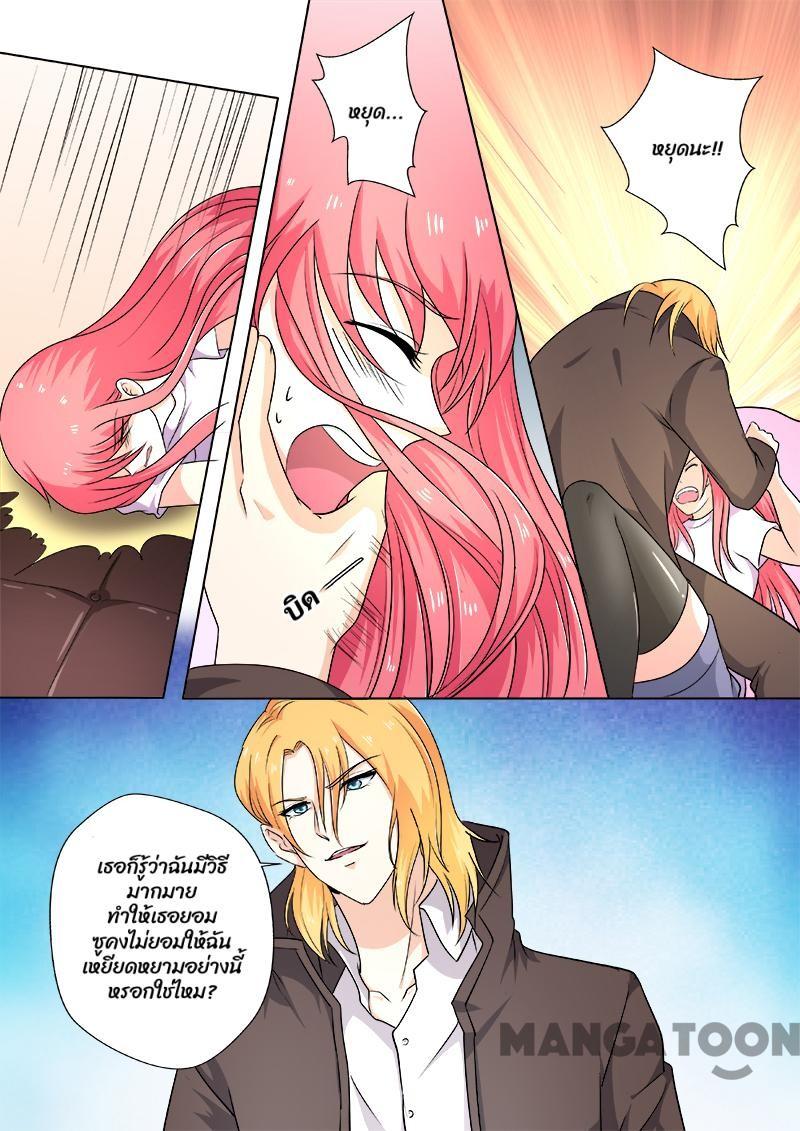 หยุด...
หยุดนะ!!
บิด
เธอก็รู้ว่าฉันมีวิธี
มากมาย
ทำให้เธอยอม
ซูคงไม่ยอมให้ฉัน
เหยียดหยามอย่างนี้
หรอกใช่ไหม?
MANGATOON